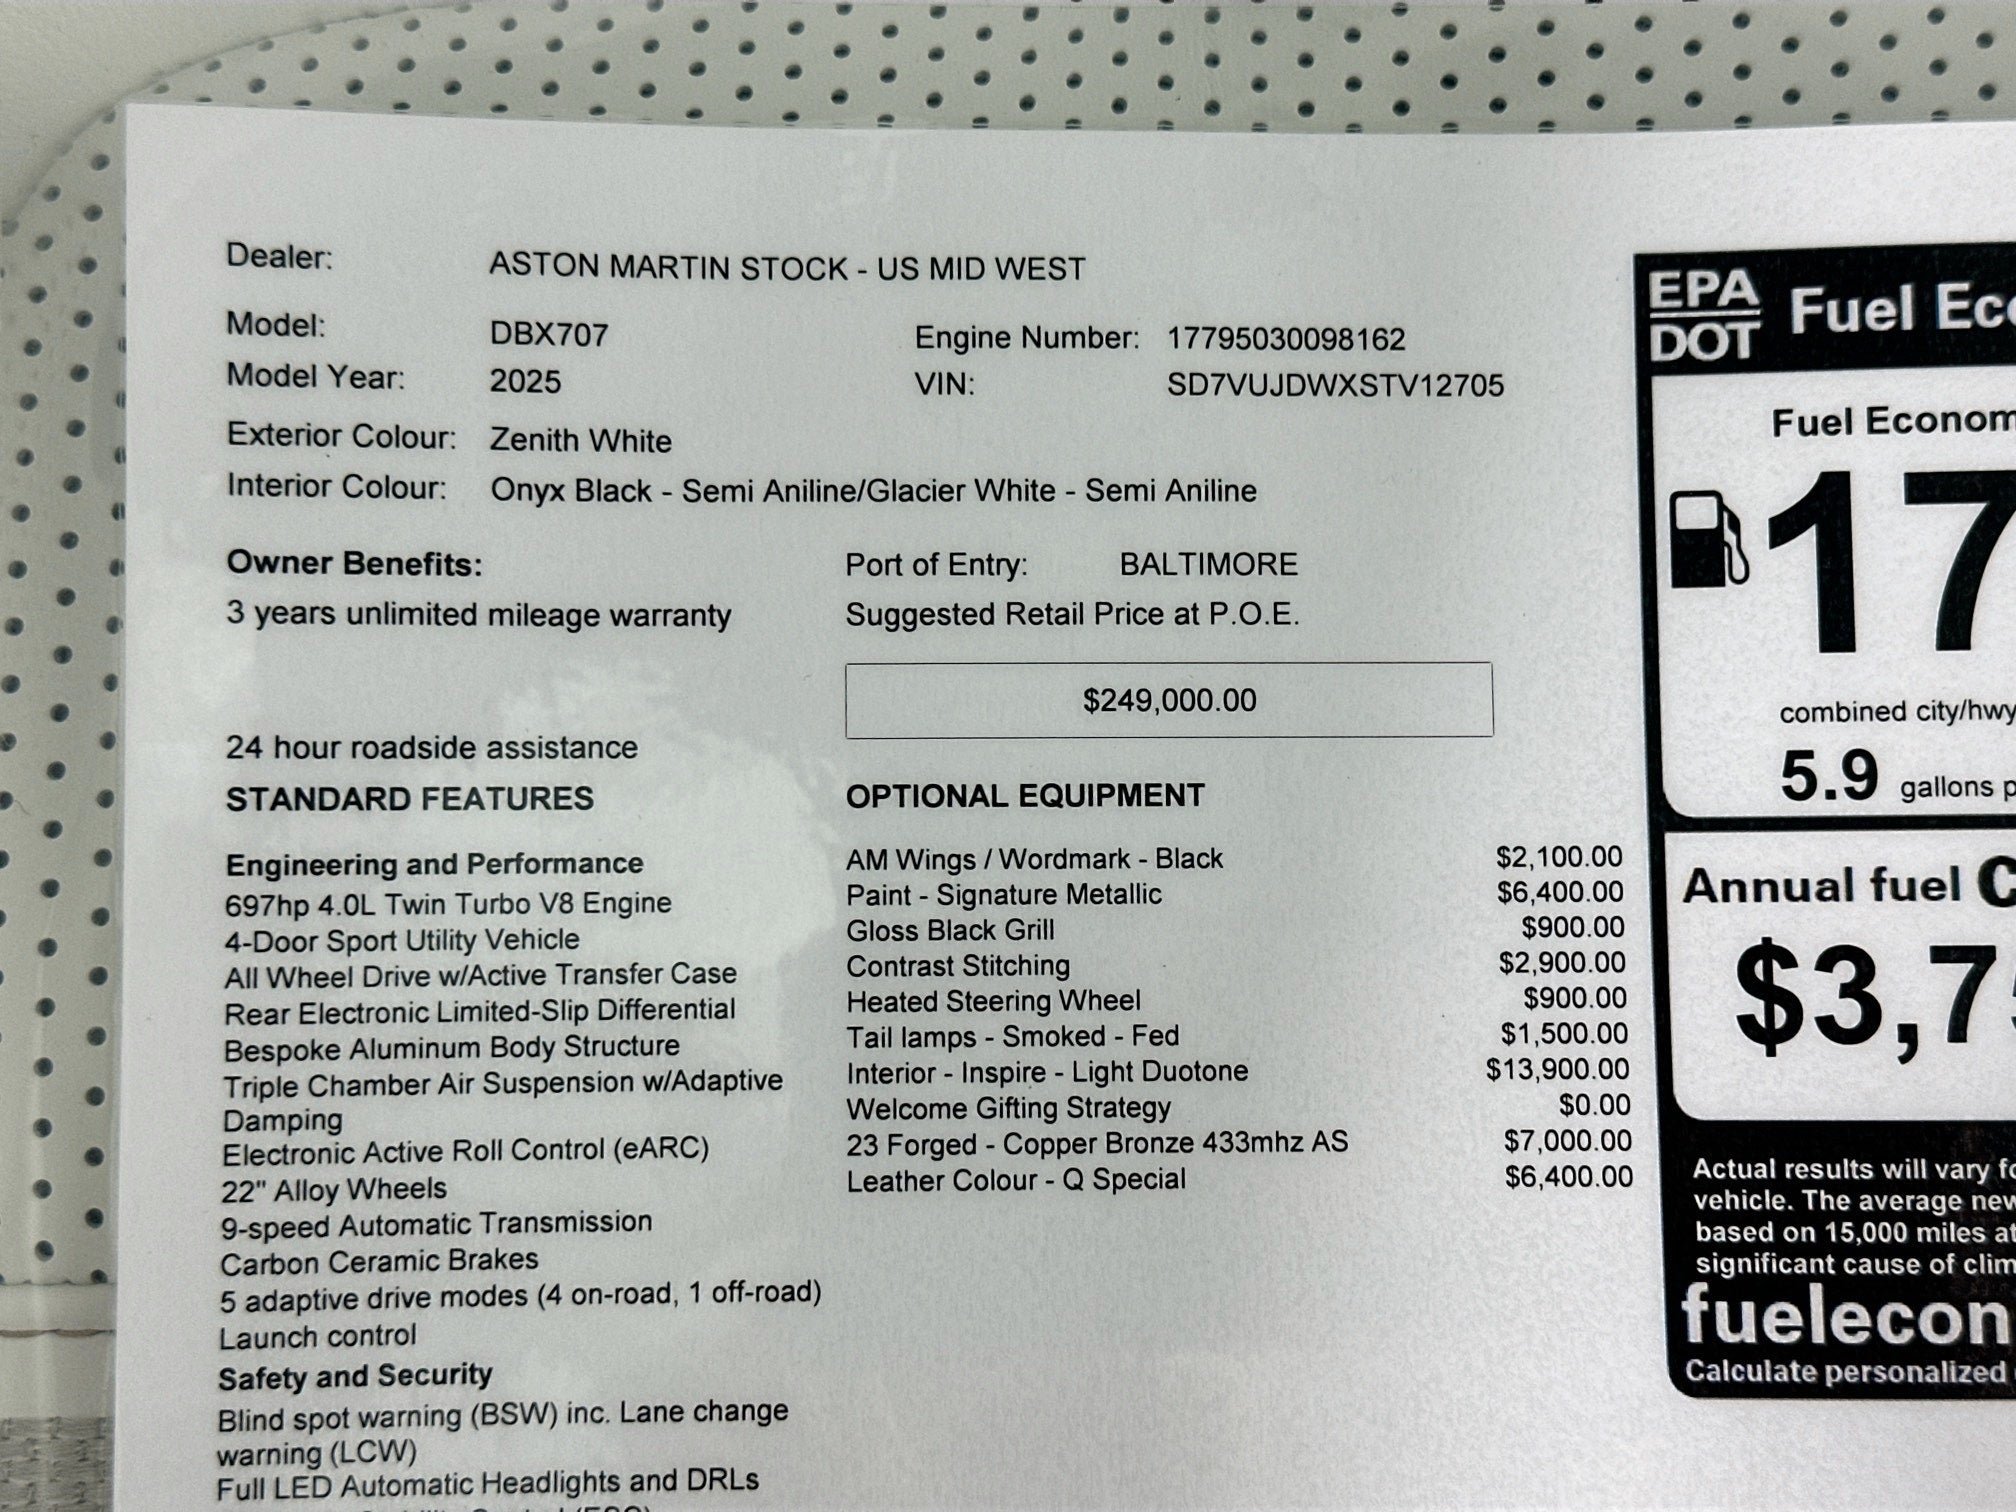 Dealer: ASTON MARTIN STOCK - US MID WEST
Model: DBX707 Engine Number: 17795030098162
Model Year: 2025 VIN: SD7VUJDWXSTV12705
Exterior Colour: Zenith White
Interior Colour: Onyx Black - Semi Aniline/Glacier White - Semi Aniline
Owner Benefits: Port of Entry: BALTIMORE
3 years unlimited mileage warranty Suggested Retail Price at P.O.E.
$249,000.00
24 hour roadside assistance
STANDARD FEATURES
Engineering and Performance
697hp 4.0L Twin Turbo V8 Engine
4-Door Sport Utility Vehicle
All Wheel Drive w/Active Transfer Case
Rear Electronic Limited-Slip Differential
Bespoke Aluminum Body Structure
Triple Chamber Air Suspension w/Adaptive
Damping
Electronic Active Roll Control (eARC)
22" Alloy Wheels
9-speed Automatic Transmission
Carbon Ceramic Brakes
5 adaptive drive modes (4 on-road, 1 off-road)
Launch control
Safety and Security
Blind spot warning (BSW) inc. Lane change
warning (LCW)
Full LED Automatic Headlights and DRLs
OPTIONAL EQUIPMENT
AM Wings / Wordmark - Black $2,100.00
Paint - Signature Metallic $6,400.00
Gloss Black Grill $900.00
Contrast Stitching $2,900.00
Heated Steering Wheel $900.00
Tail lamps - Smoked - Fed $1,500.00
Interior - Inspire - Light Duotone $13,900.00
Welcome Gifting Strategy $0.00
23 Forged - Copper Bronze 433mhz AS $7,000.00
Leather Colour - Q Special $6,400.00
EPA
DOT
Fuel
Fuel
17
combined city/hwy
5.9 gallons
Annual fuel
$3,7
Actual results will vary
vehicle. The average new
based on 15,000 miles
significant cause of
fuelecon
Calculate personalized